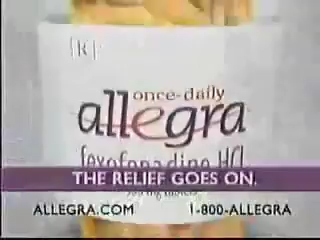 [R]
once-daily
allegra
fexofenadine HCl
THE RELIEF GOES ON.
ALLEGRA.COM 1-800-ALLEGRA